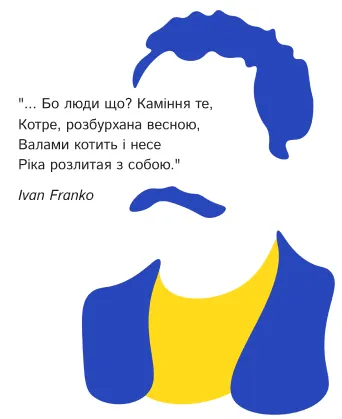 "... Бо люди що? Каміння те,
Котре, розбурхана весною,
Валами котить і несе
Ріка розлитая з собою."
Ivan Franko